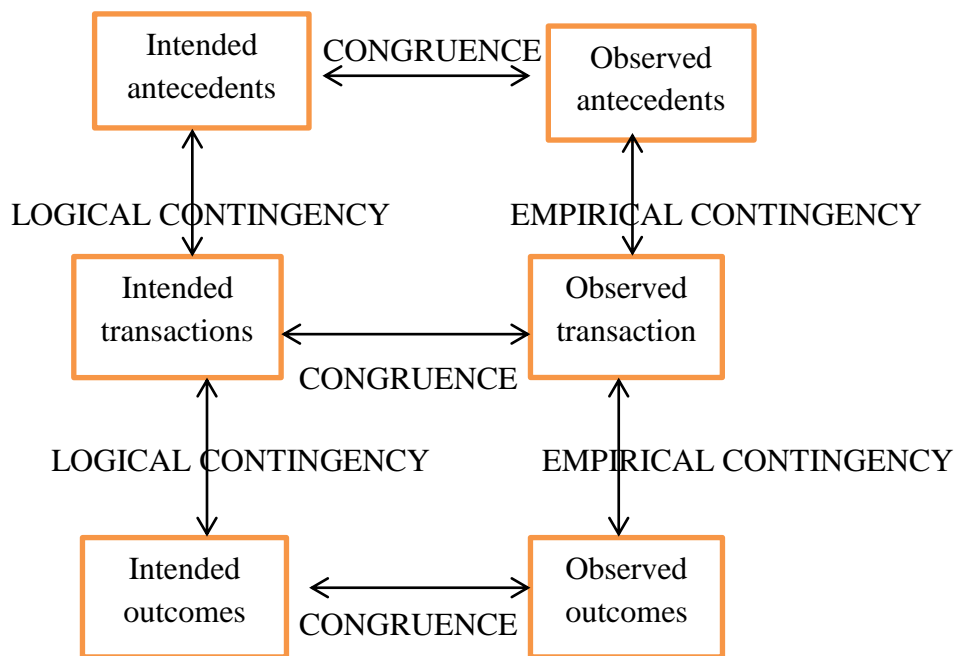 Intended
antecedents
CONGRUENCE
Observed
antecedents
LOGICAL CONTINGENCY
EMPIRICAL CONTINGENCY
Intended
transactions
Observed
transaction
CONGRUENCE
LOGICAL CONTINGENCY
EMPIRICAL CONTINGENCY
Intended
outcomes
Observed
outcomes
CONGRUENCE